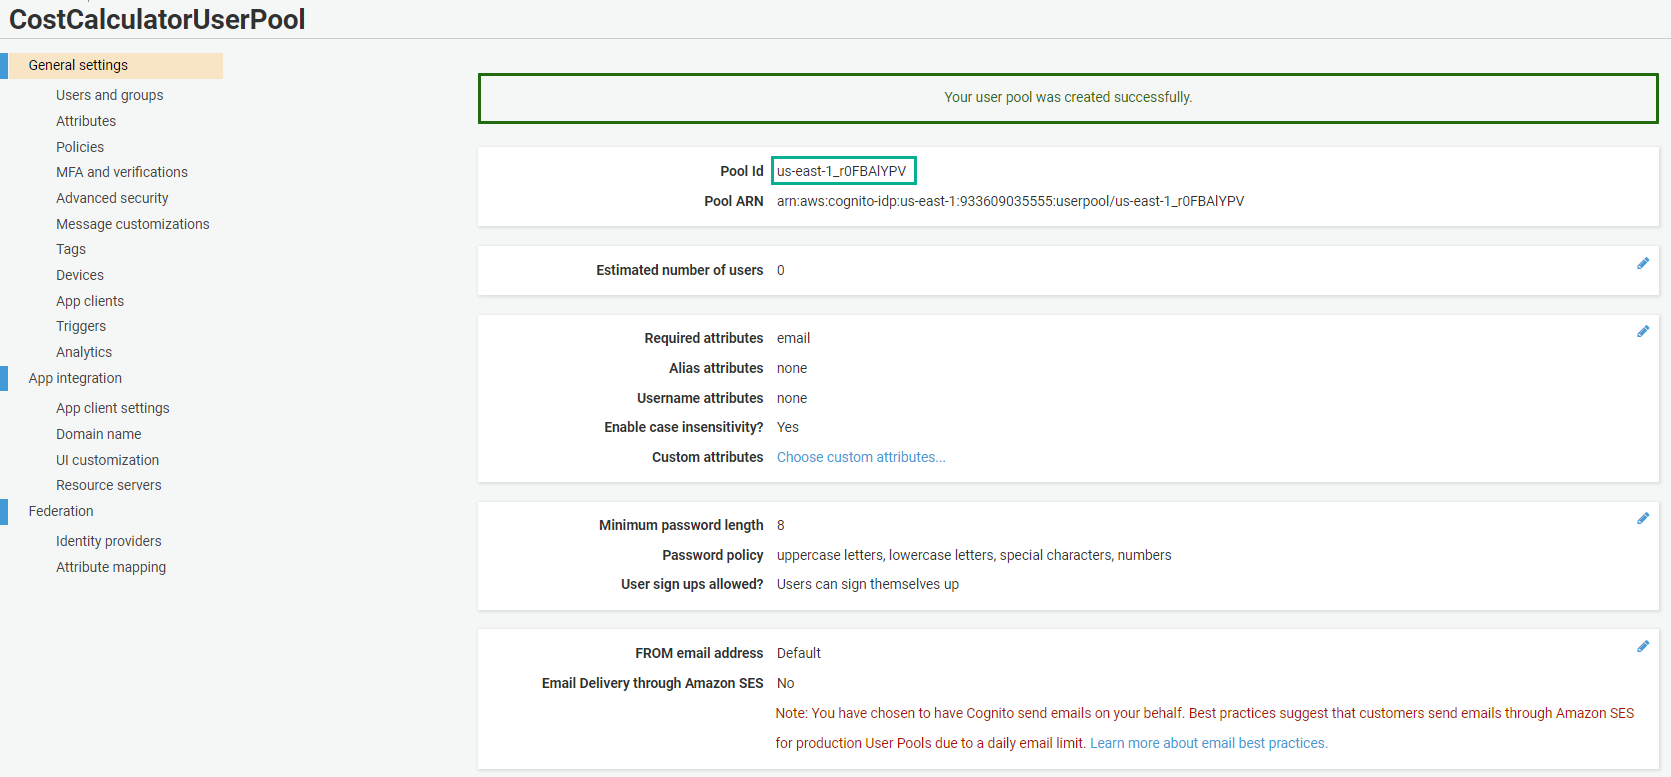 CostCalculatorUserPool
General settings
Users and groups
Attributes
Policies
MFA and verifications
Advanced security
Message customizations
Tags
Devices
App clients
Triggers
Analytics
App integration
App client settings
Domain name
UI customization
Resource servers
Federation
Identity providers
Attribute mapping
Your user pool was created successfully.
Pool Id us-east-1_r0FBAlYPV
Pool ARN arn:aws:cognito-idp:us-east-1:933609035555:userpool/us-east-1_r0FBAlYPV
Estimated number of users 0
Required attributes email
Alias attributes none
Username attributes none
Enable case insensitivity? Yes
Custom attributes Choose custom attributes...
Minimum password length 8
Password policy uppercase letters, lowercase letters, special characters, numbers
User sign ups allowed? Users can sign themselves up
FROM email address Default
Email Delivery through Amazon SES No
Note: You have chosen to have Cognito send emails on your behalf. Best practices suggest that customers send emails through Amazon SES
for production User Pools due to a daily email limit. Learn more about email best practices.